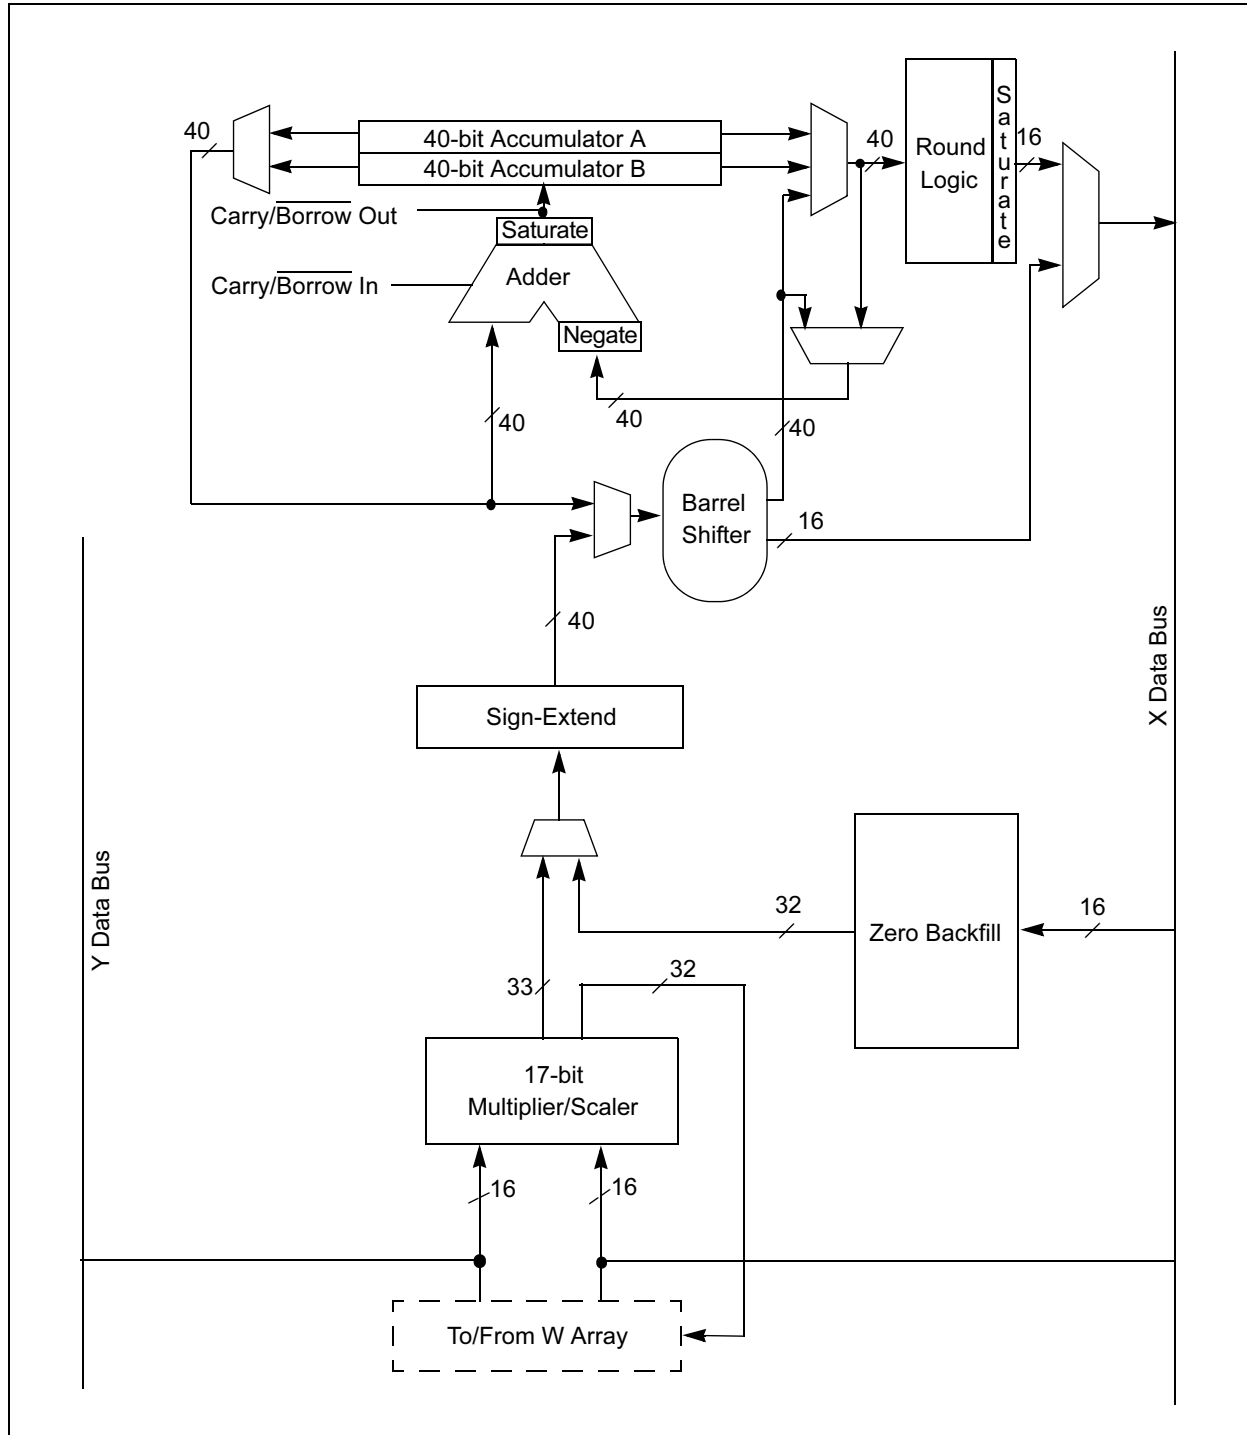 40
40-bit Accumulator A
40-bit Accumulator B
40
Round
Logic
Saturate
16
Carry/Borrow Out
Saturate
Carry/Borrow In
Adder
Negate
40
40
40
Barrel
Shifter
16
40
X Data Bus
Sign-Extend
Y Data Bus
32
Zero Backfill
16
33
32
17-bit
Multiplier/Scaler
16
16
To/From W Array